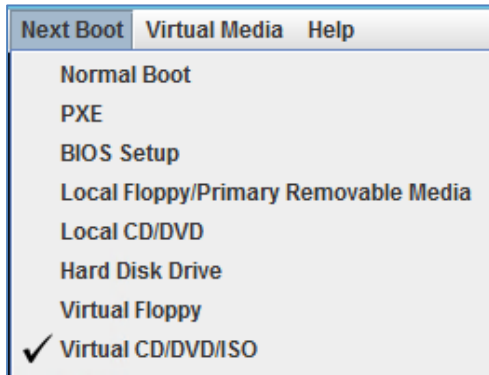 Next Boot Virtual Media Help
Normal Boot
PXE
BIOS Setup
Local Floppy/Primary Removable Media
Local CD/DVD
Hard Disk Drive
Virtual Floppy
Virtual CD/DVD/ISO